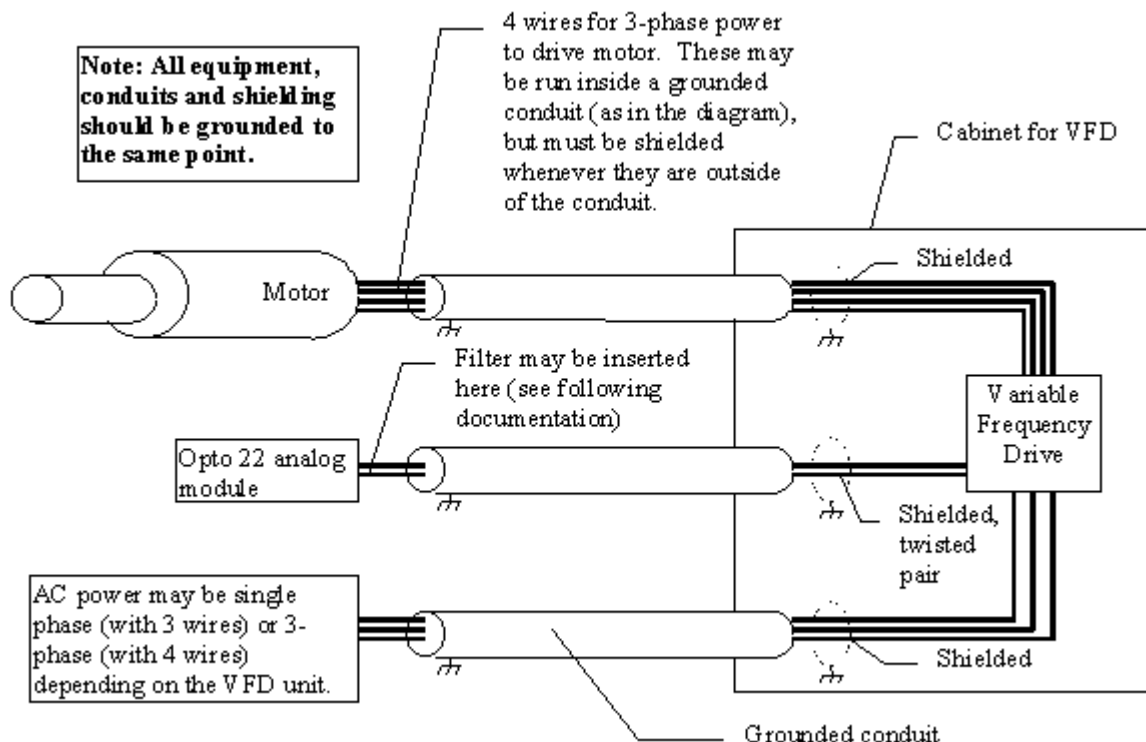 4 wires for 3-phase power
to drive motor. These may
be run inside a grounded
conduit (as in the diagram),
but must be shielded
whenever they are outside
of the conduit.
Note: All equipment,
conduits and shielding
should be grounded to
the same point.
Cabinet for VFD
Shielded
Motor
Filter may be inserted
here (see following
documentation)
Variable
Frequency
Drive
Opto 22 analog
module
Shielded,
twisted
pair
AC power may be single
phase (with 3 wires) or 3-
phase (with 4 wires)
depending on the VFD unit.
Shielded
Grounded conduit